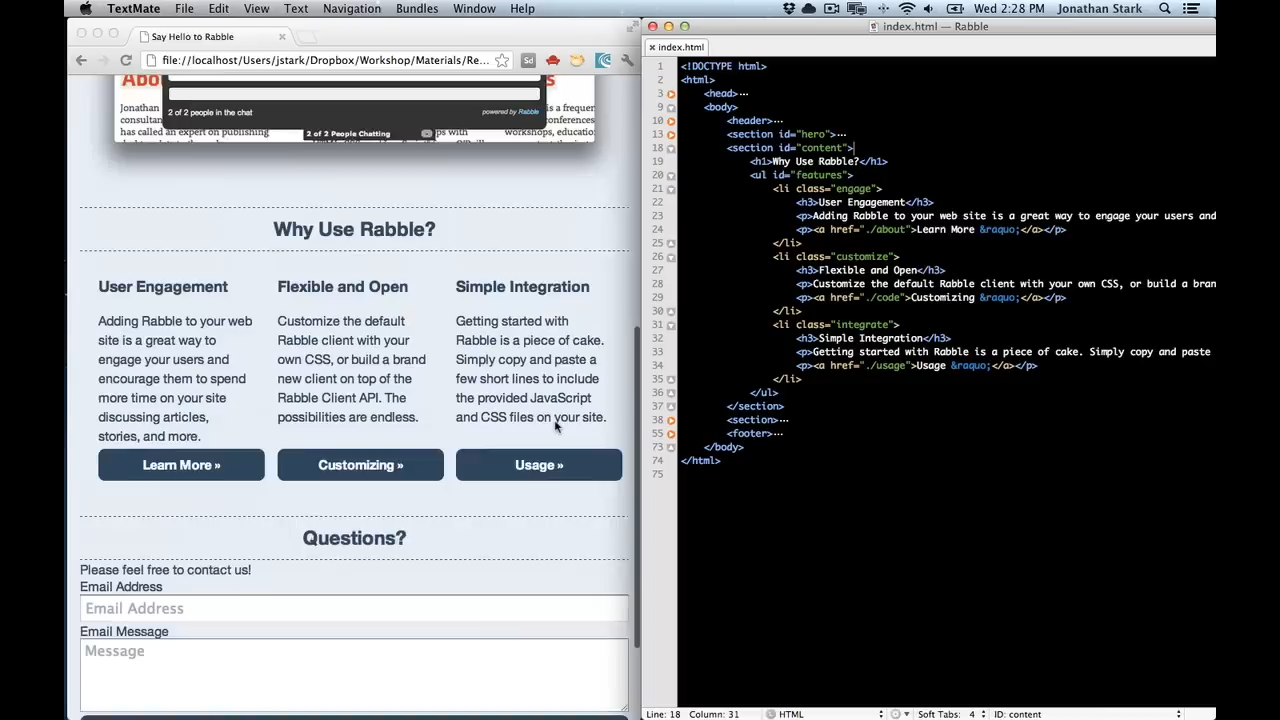 TextMate File Edit View Text Navigation Bundles Window Help Wed 2:28 PM Jonathan Stark
Say Hello to Rabble
file://localhost/Users/jstark/Dropbox/Workshop/Materials/Re...
Sd
Jonathan
consultan
has called an expert on publishing
2 of 2 people in the chat
powered by Rabble
2 of 2 People Chatting
is a frequen
conferences
workshops, educatio
Why Use Rabble?
User Engagement
Adding Rabble to your web
site is a great way to
engage your users and
encourage them to spend
more time on your site
discussing articles,
stories, and more.
Learn More »
Flexible and Open
Customize the default
Rabble client with your
own CSS, or build a brand
new client on top of the
Rabble Client API. The
possibilities are endless.
Customizing »
Simple Integration
Getting started with
Rabble is a piece of cake.
Simply copy and paste a
few short lines to include
the provided JavaScript
and CSS files on your site.
Usage »
Questions?
Please feel free to contact us!
Email Address
Email Address
Email Message
Message
index.html — Rabble
index.html
1 <!DOCTYPE html>
2 <html>
3 <head>...
9 <body>
10 <header>...
13 <section id="hero">...
18 <section id="content">
19 <h1>Why Use Rabble?</h1>
20 <ul id="features">
21 <li class="engage">
22 <h3>User Engagement</h3>
23 <p>Adding Rabble to your web site is a great way to engage your users and
24 <p><a href="./about">Learn More &raquo;</a></p>
25 </li>
26 <li class="customize">
27 <h3>Flexible and Open</h3>
28 <p>Customize the default Rabble client with your own CSS, or build a bran
29 <p><a href="./code">Customizing &raquo;</a></p>
30 </li>
31 <li class="integrate">
32 <h3>Simple Integration</h3>
33 <p>Getting started with Rabble is a piece of cake. Simply copy and paste
34 <p><a href="./usage">Usage &raquo;</a></p>
35 </li>
36 </ul>
37 </section>
38 <section>...
55 <footer>...
73 </body>
74 </html>
75
Line: 18 Column: 31 HTML Soft Tabs: 4 ID: content